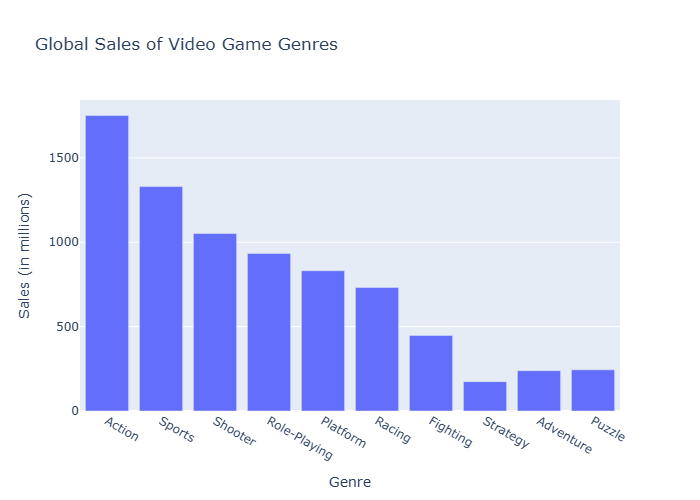 Global Sales of Video Game Genres
Sales (in millions)
1500
1000
500
0
Action
Sports
Shooter
Role-Playing
Platform
Racing
Fighting
Strategy
Adventure
Puzzle
Genre